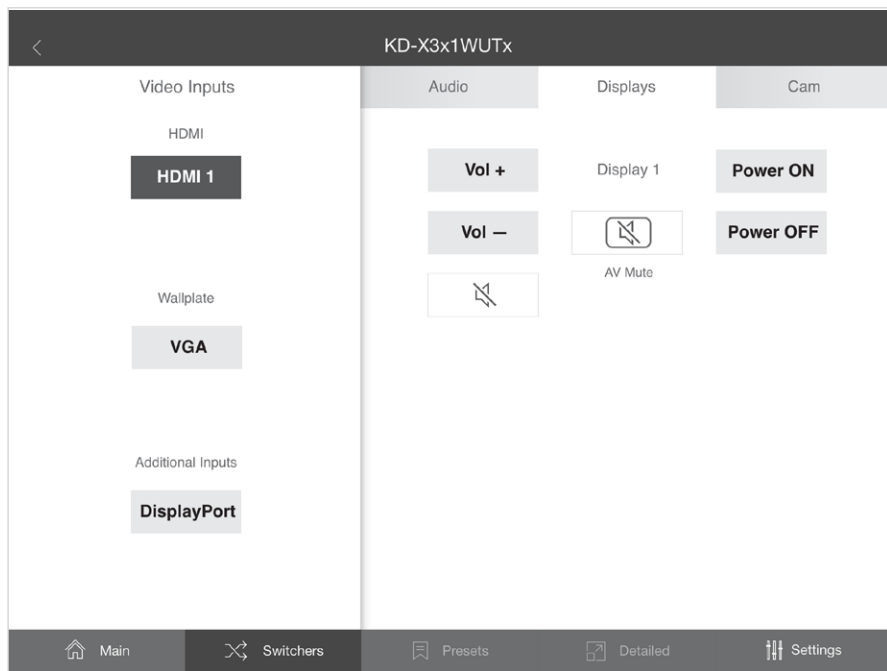 KD-X3x1WUTx
Video Inputs
HDMI
HDMI 1
Wallplate
VGA
Additional Inputs
DisplayPort
Audio
Displays
Cam
Vol +
Display 1
Power ON
Vol —
Power OFF
AV Mute
Main
Switchers
Presets
Detailed
Settings